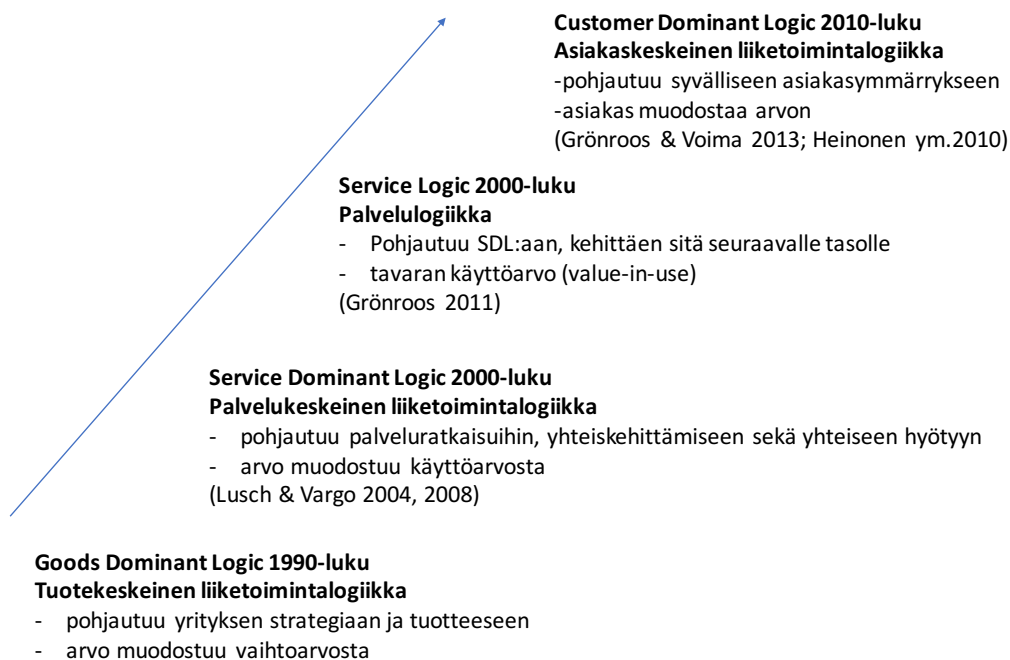 Customer Dominant Logic 2010-luku
Asiakaskeskeinen liiketoimintalogiikka
-pohjautuu syvälliseen asiakasymmärrykseen
-asiakas muodostaa arvon
(Grönroos & Voima 2013; Heinonen ym.2010)
Service Logic 2000-luku
Palvelulogiikka
- Pohjautuu SDL:aan, kehittäen sitä seuraavalle tasolle
- tavaran käyttöarvo (value-in-use)
(Grönroos 2011)
Service Dominant Logic 2000-luku
Palvelukeskeinen liiketoimintalogiikka
- pohjautuu palveluratkaisuihin, yhteiskehittämiseen sekä yhteiseen hyötyyn
- arvo muodostuu käyttöarvosta
(Lusch & Vargo 2004, 2008)
Goods Dominant Logic 1990-luku
Tuotekeskeinen liiketoimintalogiikka
- pohjautuu yrityksen strategiaan ja tuotteeseen
- arvo muodostuu vaihtoarvosta